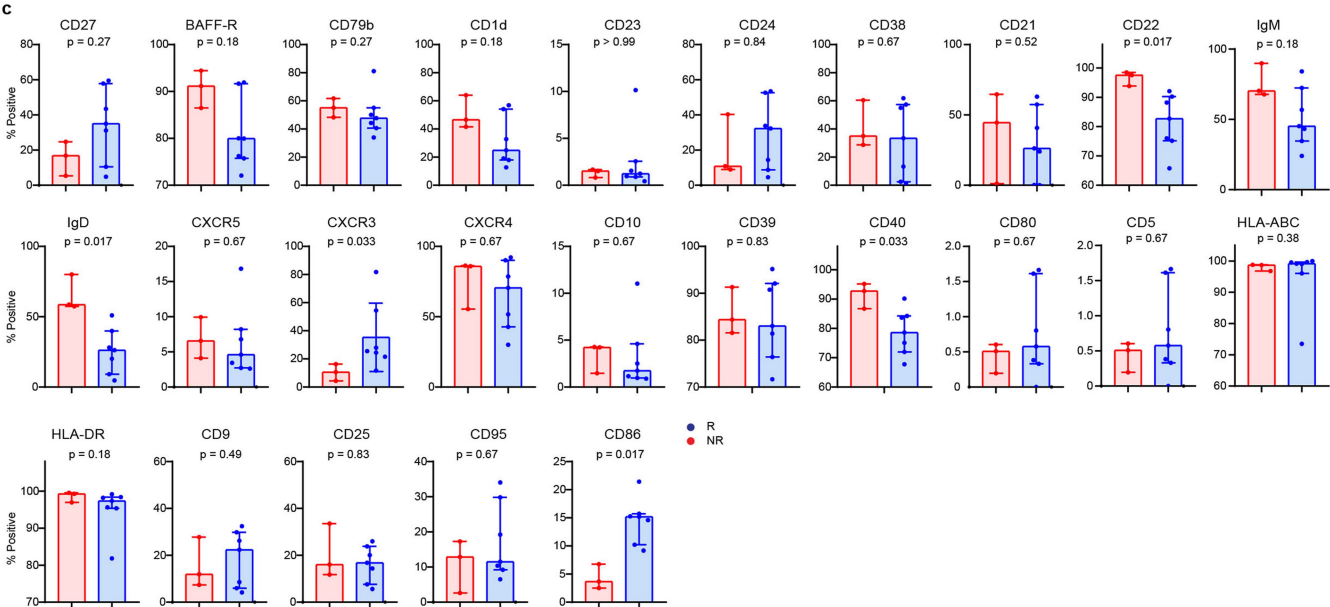 c
CD27
p = 0.27
% Positive
80
60
40
20
0
BAFF-R
p = 0.18
100
90
80
70
CD79b
p = 0.27
100
80
60
40
20
0
CD1d
p = 0.18
100
80
60
40
20
0
CD23
p > 0.99
15
10
5
0
CD24
p = 0.84
100
80
60
40
20
0
CD38
p = 0.67
100
80
60
40
20
0
CD21
p = 0.52
100
50
0
CD22
p = 0.017
100
90
80
70
60
IgM
p = 0.18
100
50
0
IgD
p = 0.017
% Positive
100
50
0
CXCR5
p = 0.67
20
15
10
5
0
CXCR3
p = 0.033
100
80
60
40
20
0
CXCR4
p = 0.67
100
50
0
CD10
p = 0.67
15
10
5
0
CD39
p = 0.83
100
90
80
70
CD40
p = 0.033
100
90
80
70
60
CD80
p = 0.67
2.0
1.5
1.0
0.5
0
CD5
p = 0.67
2.0
1.5
1.0
0.5
0
HLA-ABC
p = 0.38
100
90
80
70
60
HLA-DR
p = 0.18
% Positive
100
90
80
70
CD9
p = 0.49
60
40
20
0
CD25
p = 0.83
60
40
20
0
CD95
p = 0.67
40
30
20
10
0
CD86
p = 0.017
25
20
15
10
5
0
R
NR